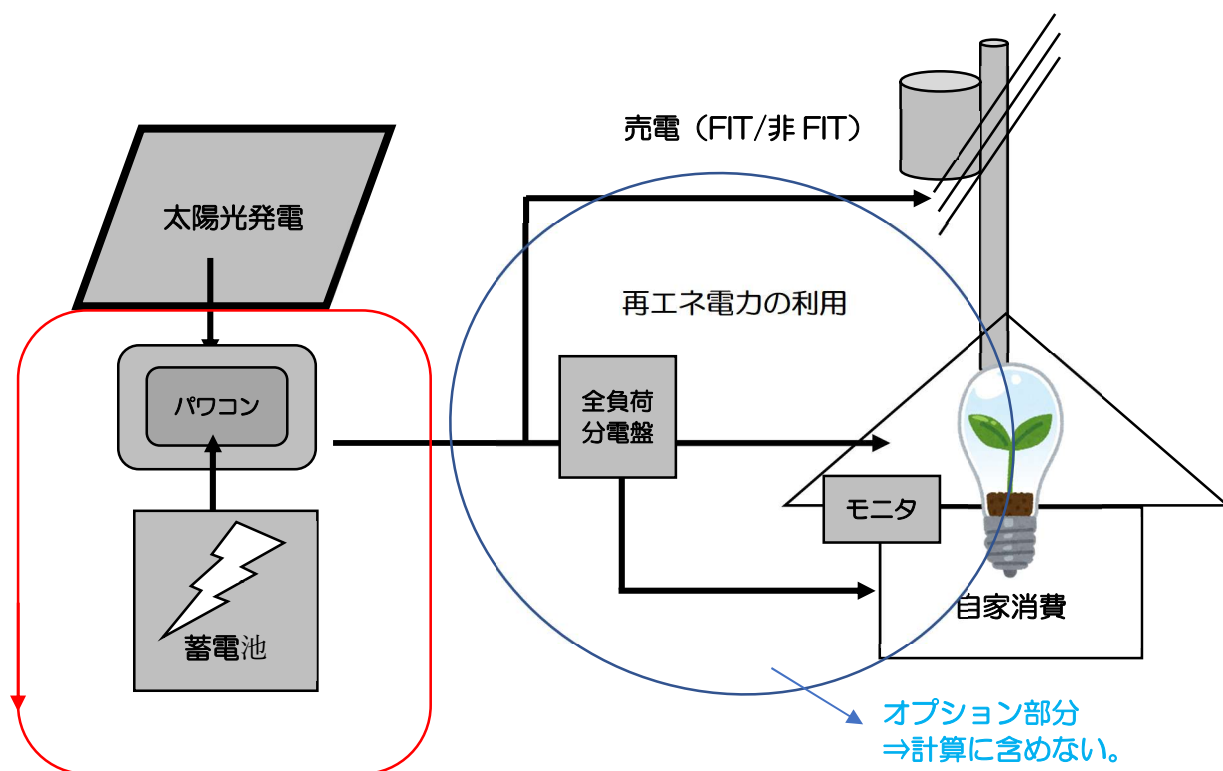 売電（FIT/非 FIT）
太陽光発電
再エネ電力の利用
パワコン
全負荷
分電盤
モニタ
自家消費
蓄電池
オプション部分
⇒計算に含めない。